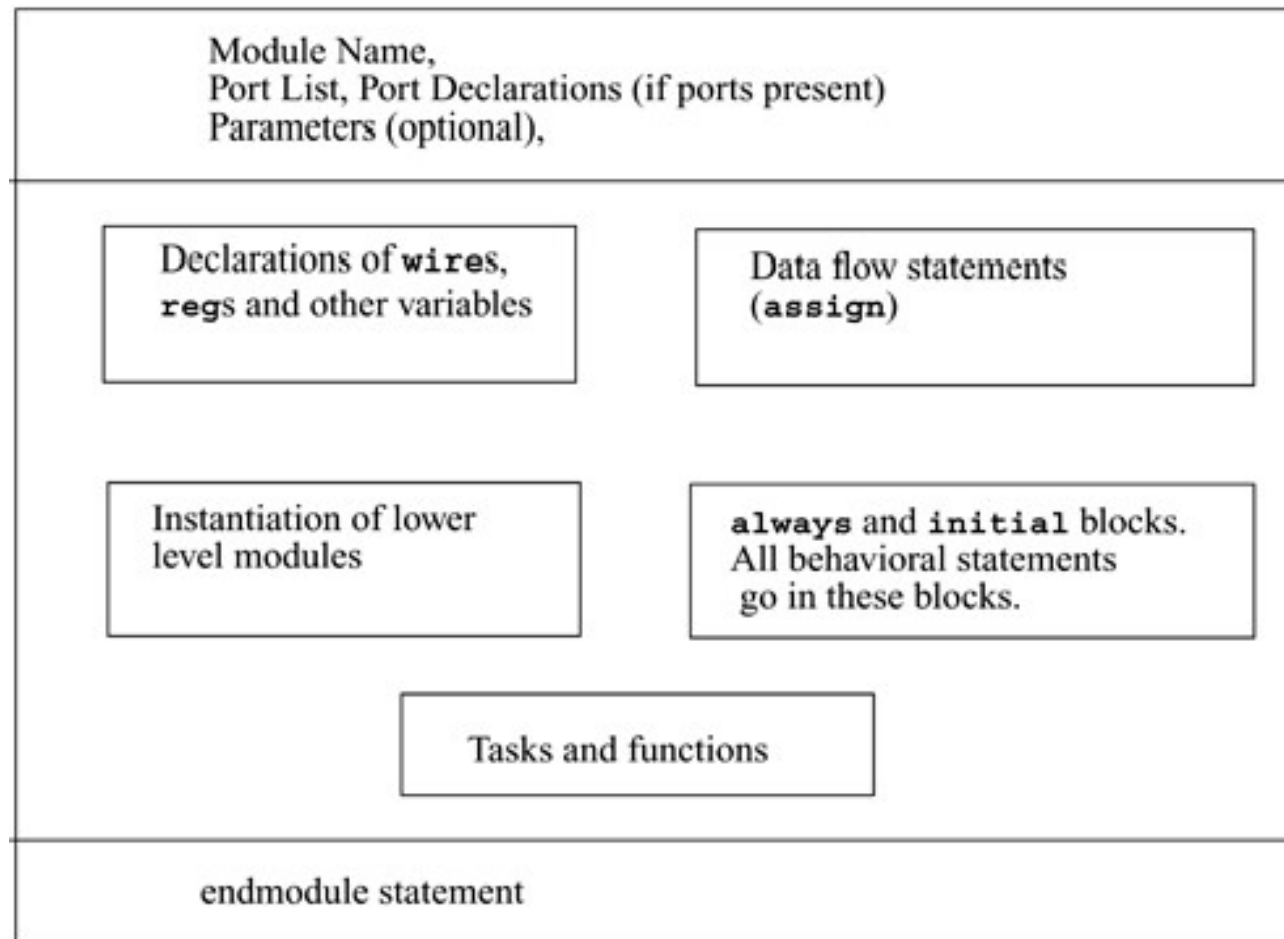 Module Name,
Port List, Port Declarations (if ports present)
Parameters (optional),
Declarations of wires,
regs and other variables
Data flow statements
(assign)
Instantiation of lower
level modules
always and initial blocks.
All behavioral statements
go in these blocks.
Tasks and functions
endmodule statement